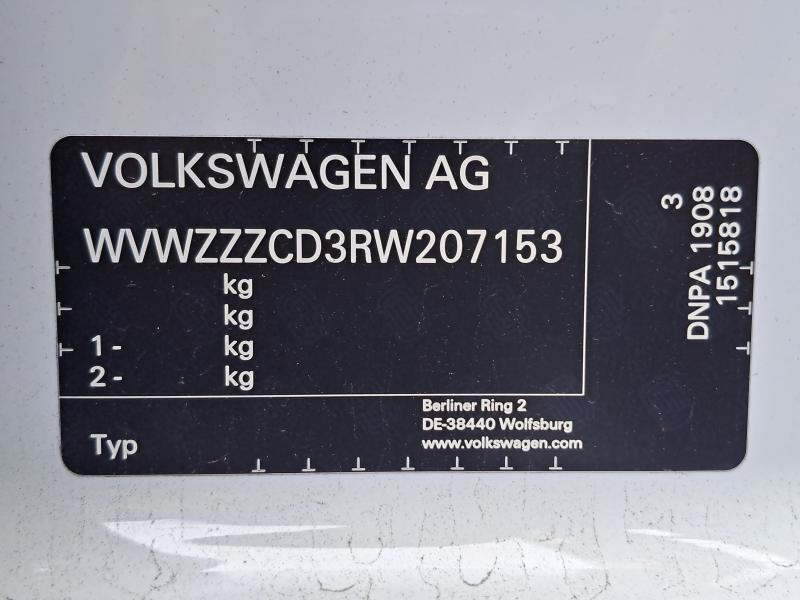 VOLKSWAGEN AG
WVWZZZCD3RW207153
kg
kg
1 - kg
2 - kg
Typ
Berliner Ring 2
DE-38440 Wolfsburg
www.volkswagen.com
3
DNPA 1908
1515818